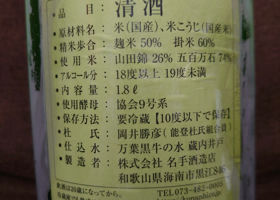 品目：清酒
原材料名：米(国産)、米こうじ(国産米)
精米歩合：麹米 50% 掛米 60%
使用米：山田錦 26% 五百万石 74%
アルコール分：18度以上 19度未満
内容量：1.8ℓ
使用酵母：協会9号系
保存方法：要冷蔵【10度以下で保存】
杜氏：岡井勝彦(能登杜氏組合員)
仕込水：万葉黒牛の水 蔵内井戸
製造者：株式会社 名手酒造店
和歌山県海南市黒江846
TEL.073-482-0005